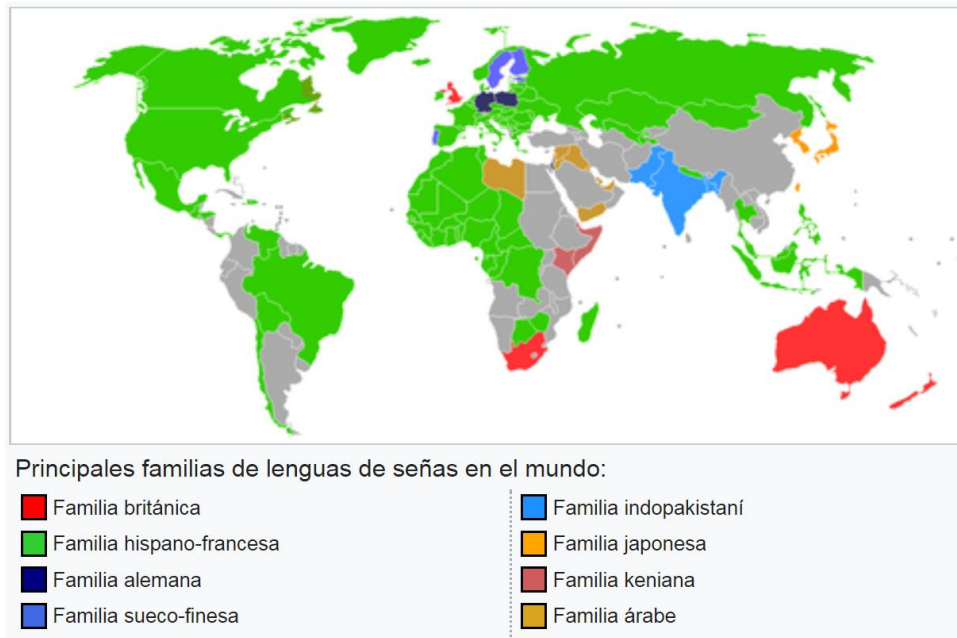 Principales familias de lenguas de señas en el mundo:
Familia británica
Familia hispano-francesa
Familia alemana
Familia sueco-finesa
Familia indopakistaní
Familia japonesa
Familia keniana
Familia árabe